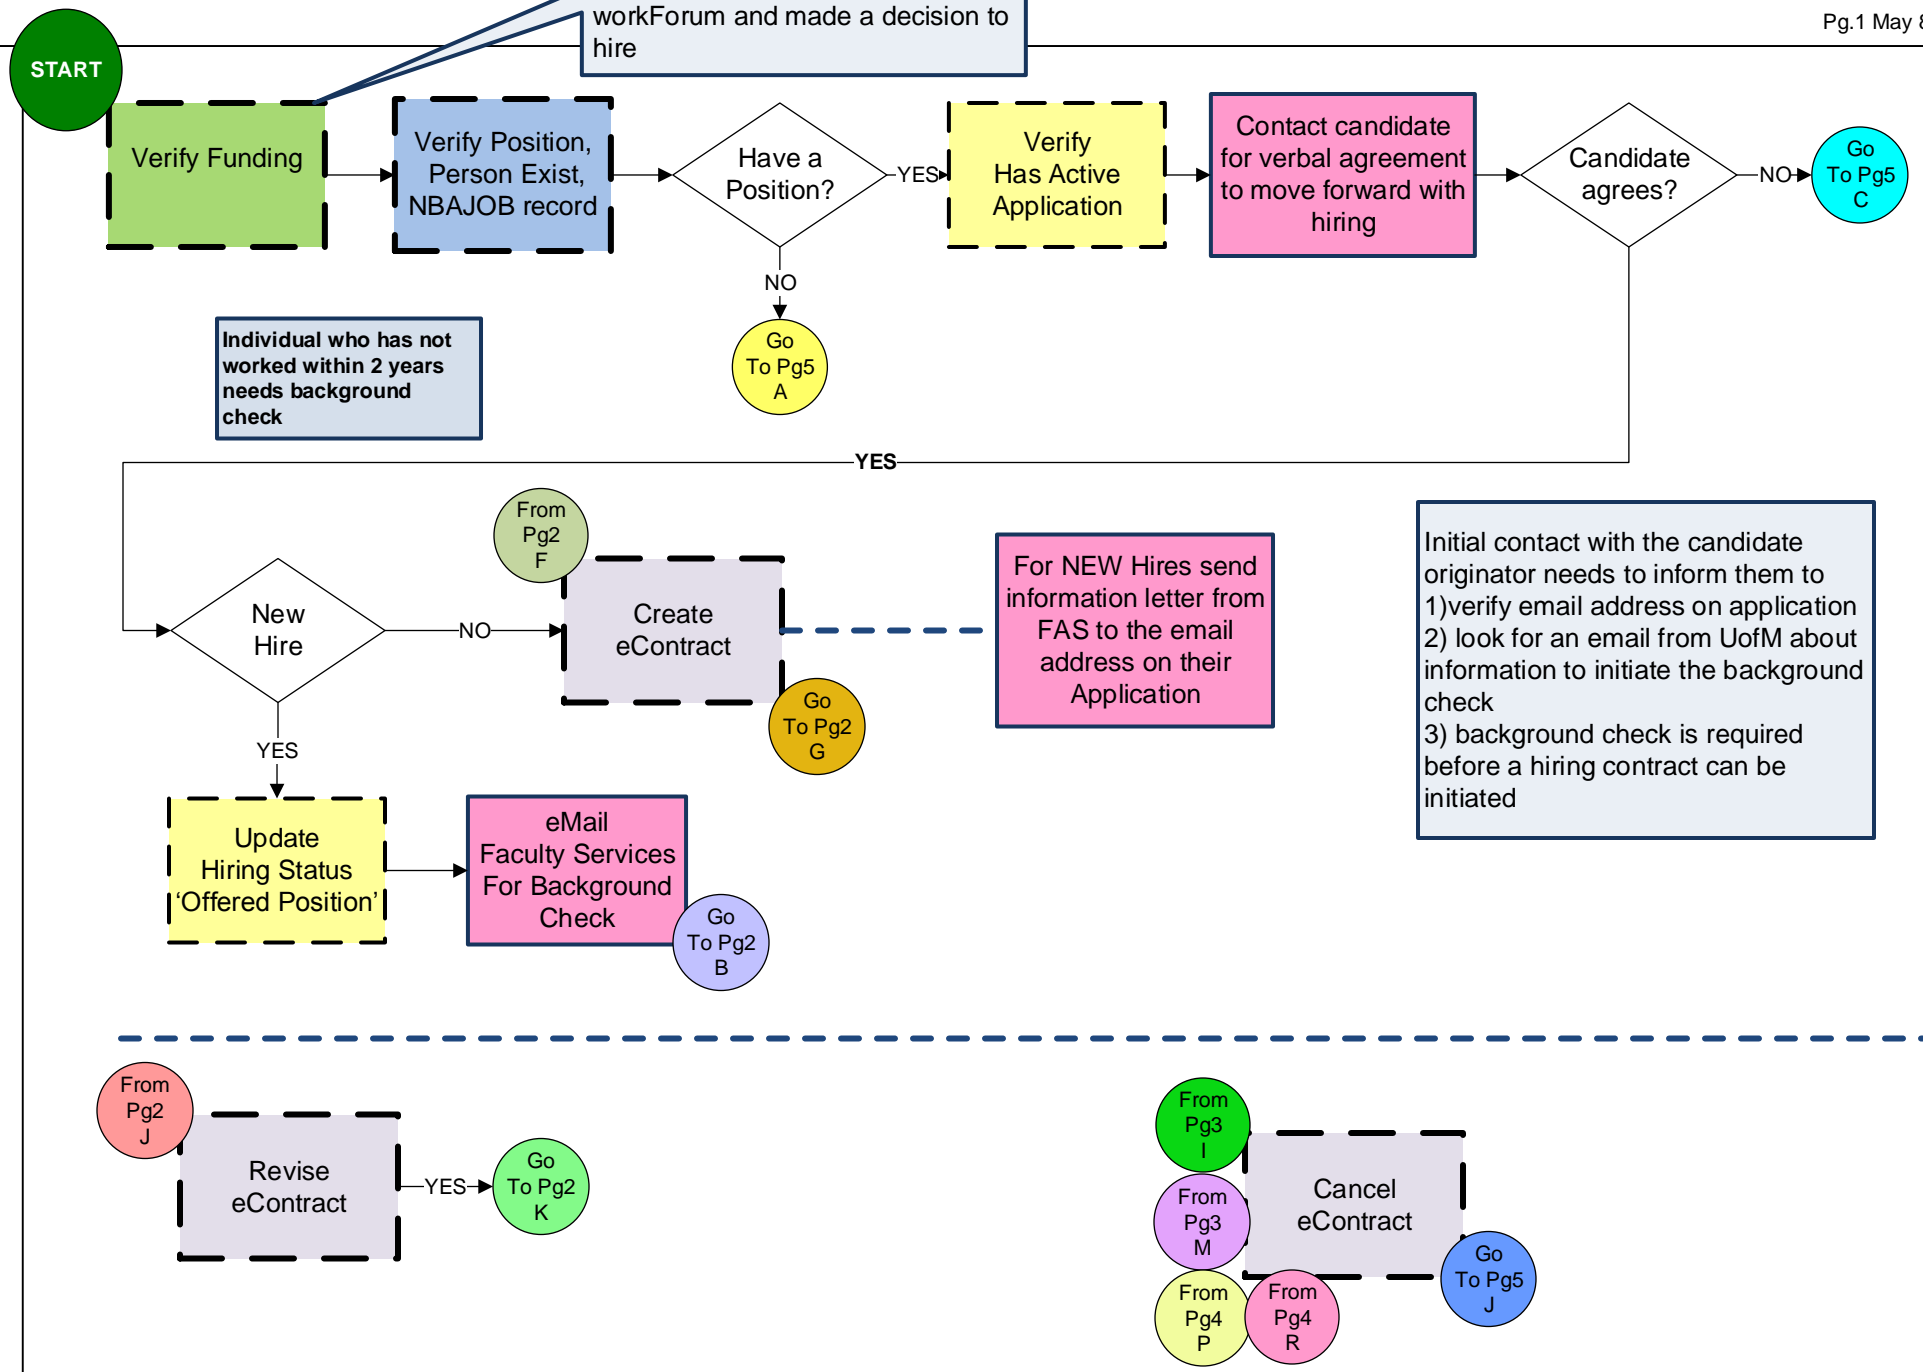 workForum and made a decision to
hire
Pg.1 May 8
START
Verify Funding
Verify Position,
Person Exist,
NBAJOB record
Have a
Position?
YES
Verify
Has Active
Application
Contact candidate
for verbal agreement
to move forward with
hiring
Candidate
agrees?
NO
Go
To Pg5
C
NO
Go
To Pg5
A
Individual who has not
worked within 2 years
needs background
check
YES
From
Pg2
F
New
Hire
NO
Create
eContract
Go
To Pg2
G
For NEW Hires send
information letter from
FAS to the email
address on their
Application
Initial contact with the candidate
originator needs to inform them to
1)verify email address on application
2) look for an email from UofM about
information to initiate the background
check
3) background check is required
before a hiring contract can be
initiated
YES
Update
Hiring Status
‘Offered Position’
eMail
Faculty Services
For Background
Check
Go
To Pg2
B
From
Pg2
J
Revise
eContract
YES
Go
To Pg2
K
From
Pg3
I
From
Pg3
M
From
Pg4
P
From
Pg4
R
Cancel
eContract
Go
To Pg5
J